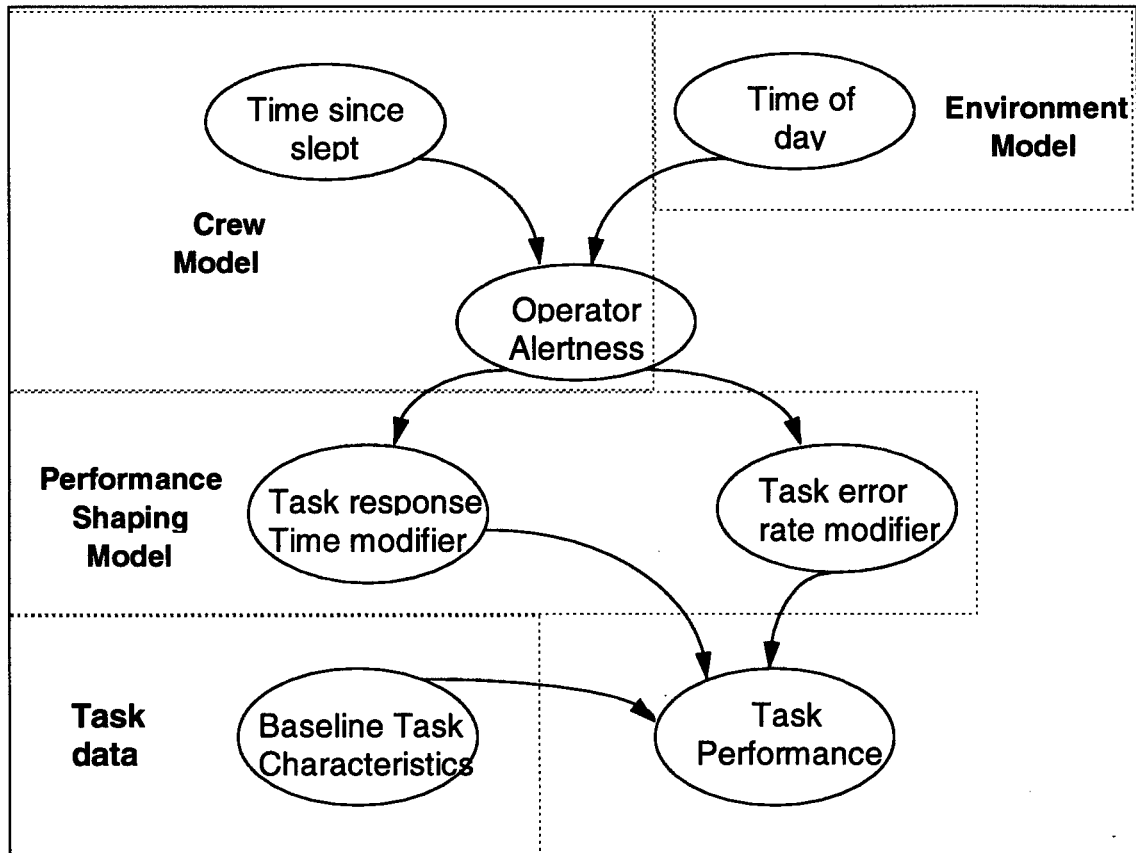 Time since
slept
Time of
day
Environment
Model
Crew
Model
Operator
Alertness
Performance
Shaping
Model
Task response
Time modifier
Task error
rate modifier
Task
data
Baseline Task
Characteristics
Task
Performance